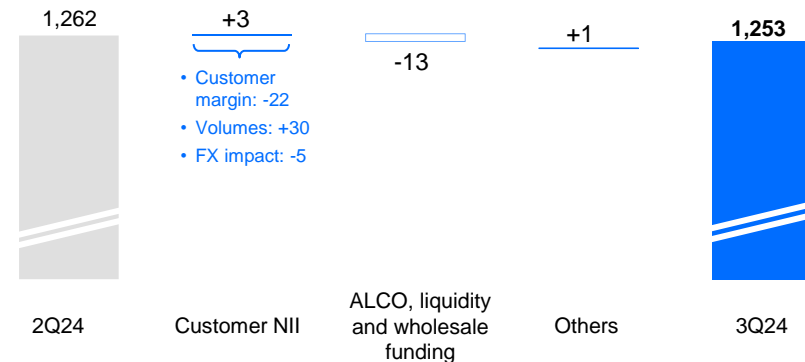 1,262
+3
• Customer
margin: -22
• Volumes: +30
• FX impact: -5
-13
+1
1,253
2Q24
Customer NII
ALCO, liquidity
and wholesale
funding
Others
3Q24